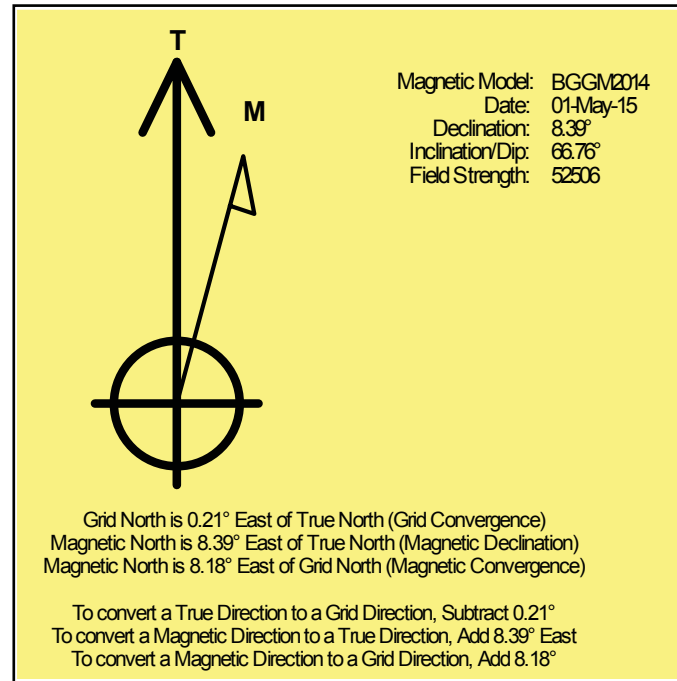 T
M
Magnetic Model: BGGM2014
Date: 01-May-15
Declination: 8.39°
Inclination/Dip: 66.76°
Field Strength: 52506
Grid North is 0.21° East of True North (Grid Convergence)
Magnetic North is 8.39° East of True North (Magnetic Declination)
Magnetic North is 8.18° East of Grid North (Magnetic Convergence)
To convert a True Direction to a Grid Direction, Subtract 0.21°
To convert a Magnetic Direction to a True Direction, Add 8.39° East
To convert a Magnetic Direction to a Grid Direction, Add 8.18°